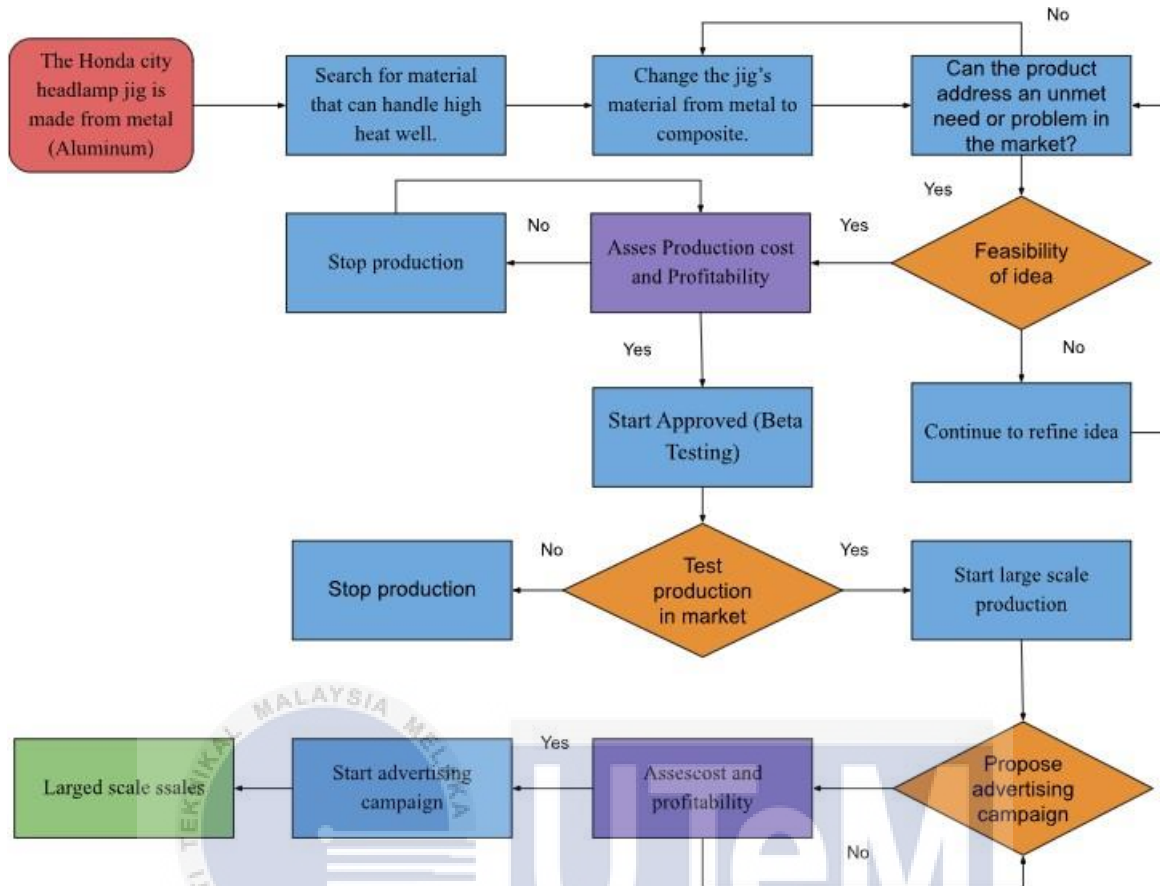 No
The Honda city
headlamp jig is
made from metal
(Aluminum)
Search for material
that can handle high
heat well.
Change the jig's
material from metal to
composite.
Can the product
address an unmet
need or problem in
the market?
Yes
Stop production
No
Asses Production cost
and Profitability
Yes
Feasibility
of idea
Yes
No
Start Approved (Beta
Testing)
Continue to refine idea
Stop production
No
Test
production
in market
Yes
Start large scale
production
Larged scale ssales
Start advertising
campaign
Yes
Assescost and
profitability
Propose
advertising
campaign
No
TEKNIKAL MALAYSIA MELAKA
UTeM